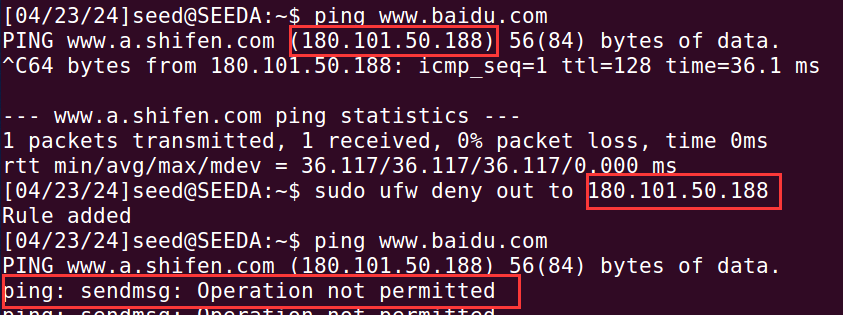 [04/23/24]seed@SEEDA:~$ ping www.baidu.com
PING www.a.shifen.com (180.101.50.188) 56(84) bytes of data.
^C64 bytes from 180.101.50.188: icmp_seq=1 ttl=128 time=36.1 ms
--- www.a.shifen.com ping statistics ---
1 packets transmitted, 1 received, 0% packet loss, time 0ms
rtt min/avg/max/mdev = 36.117/36.117/36.117/0.000 ms
[04/23/24]seed@SEEDA:~$ sudo ufw deny out to 180.101.50.188
Rule added
[04/23/24]seed@SEEDA:~$ ping www.baidu.com
PING www.a.shifen.com (180.101.50.188) 56(84) bytes of data.
ping: sendmsg: Operation not permitted
ping: sendmsg: Operation not permitted